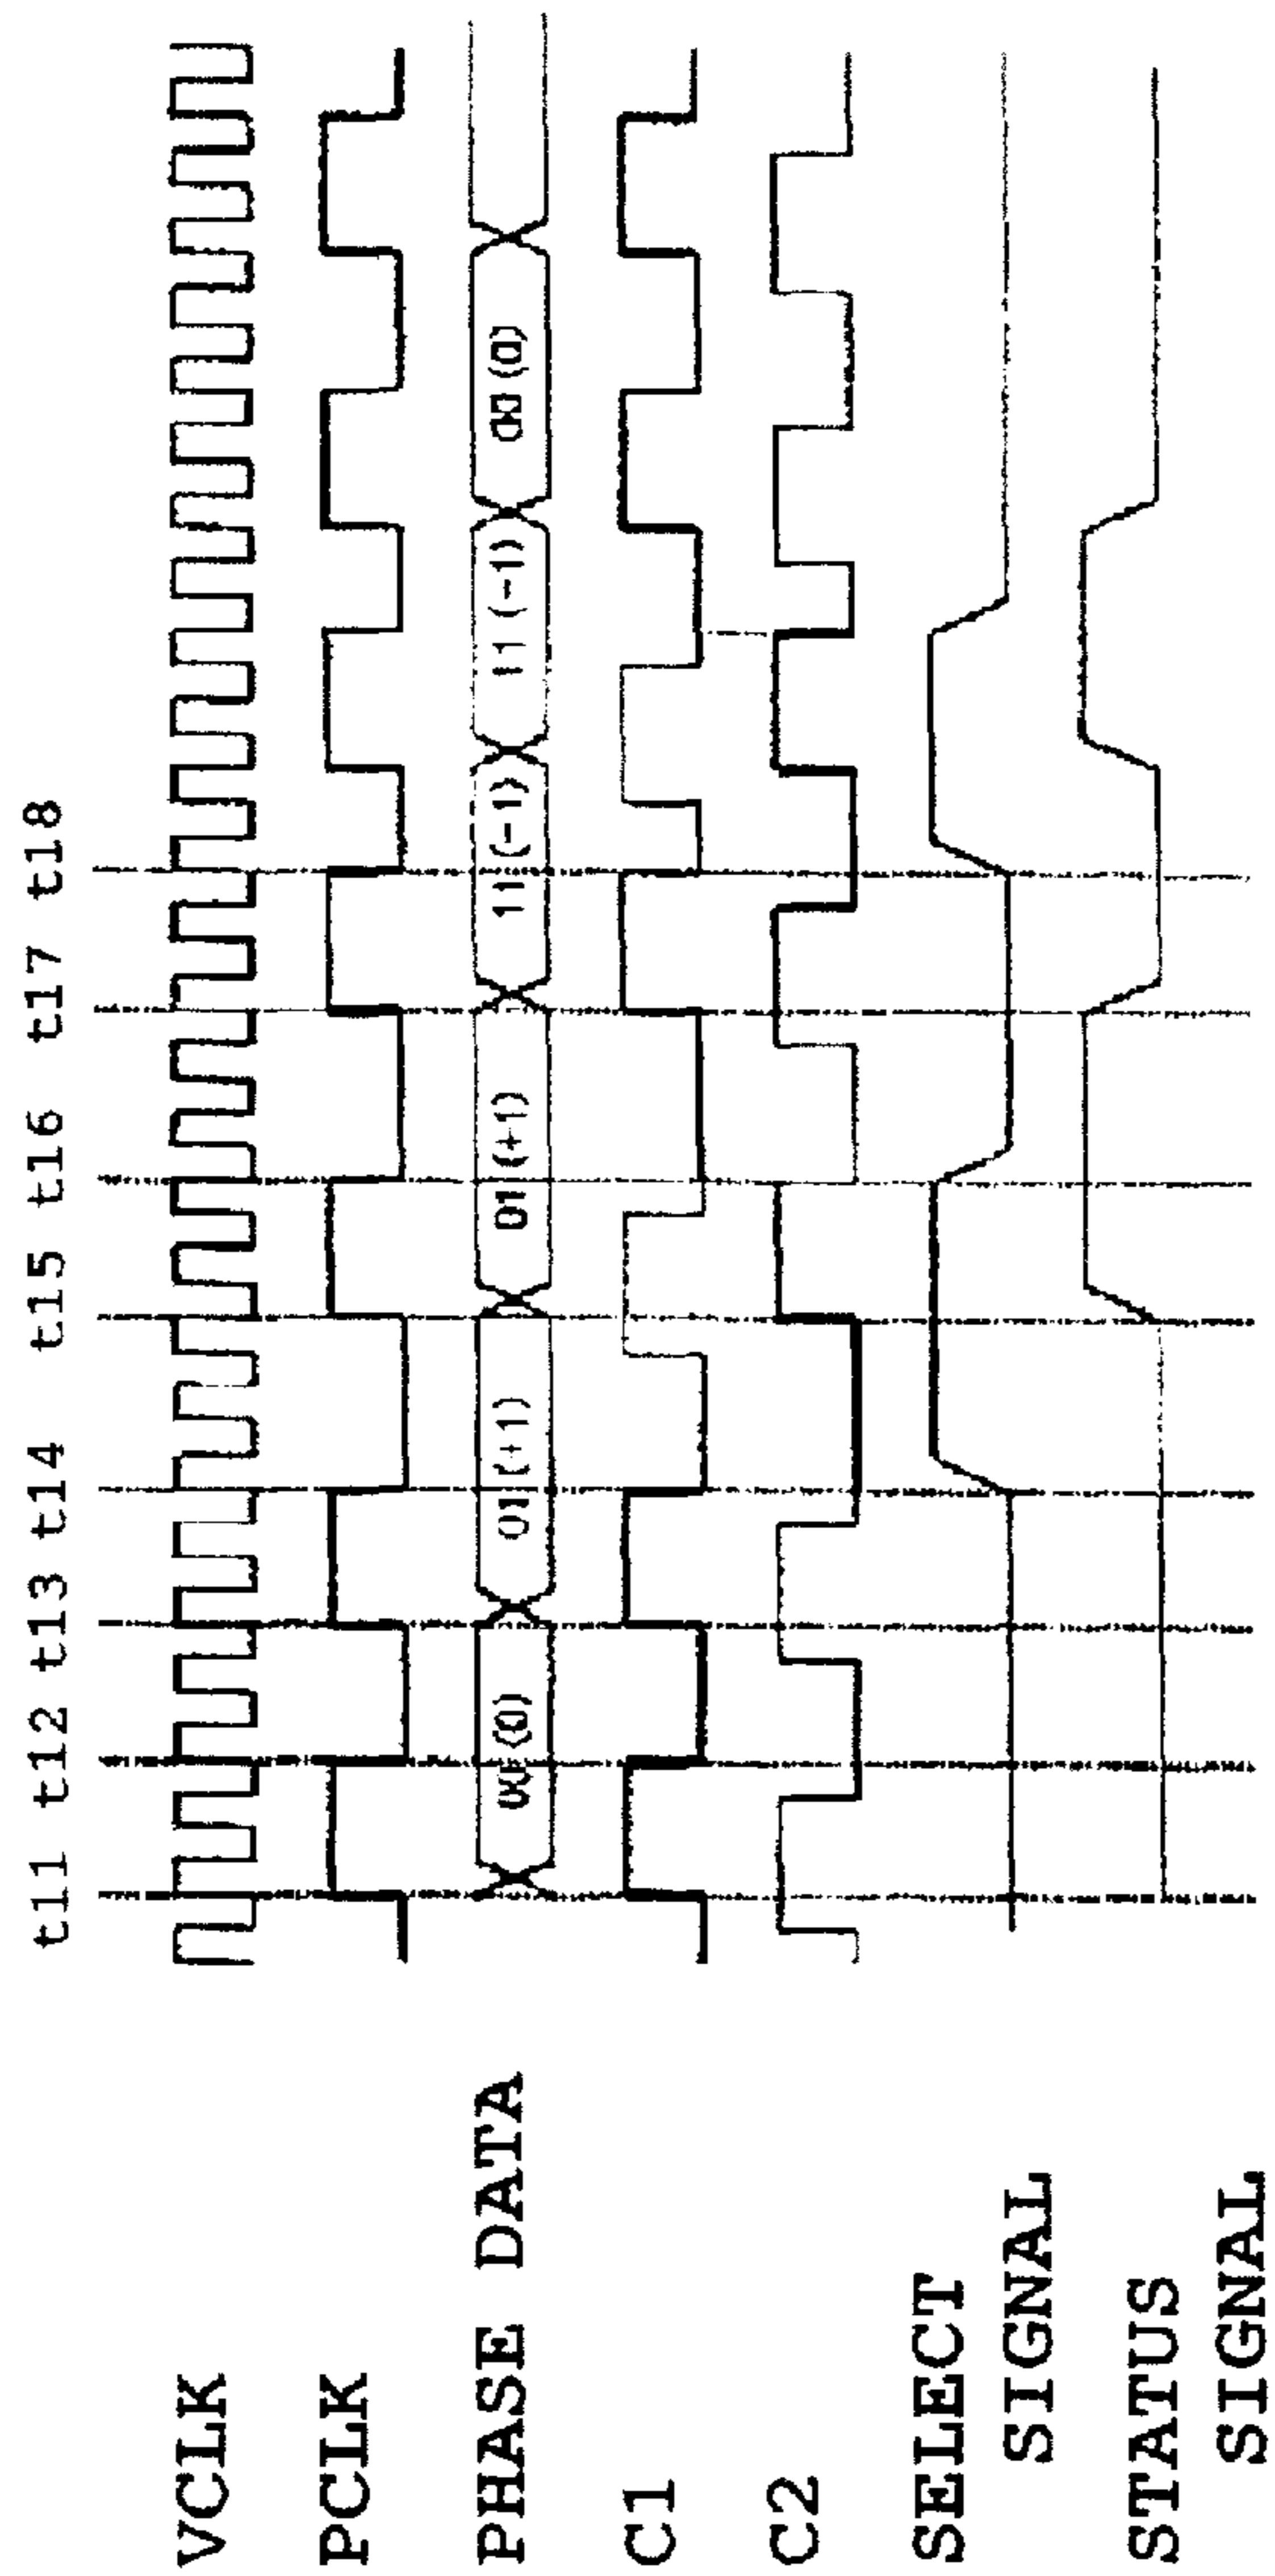 t11 t12 t13 t14 t15 t16 t17 t18
VCLK
PCLK
PHASE DATA
00(0) 01(+1) 01(+1) 11(-1) 11(-1) 00(0)
C1
C2
SELECT
SIGNAL
STATUS
SIGNAL